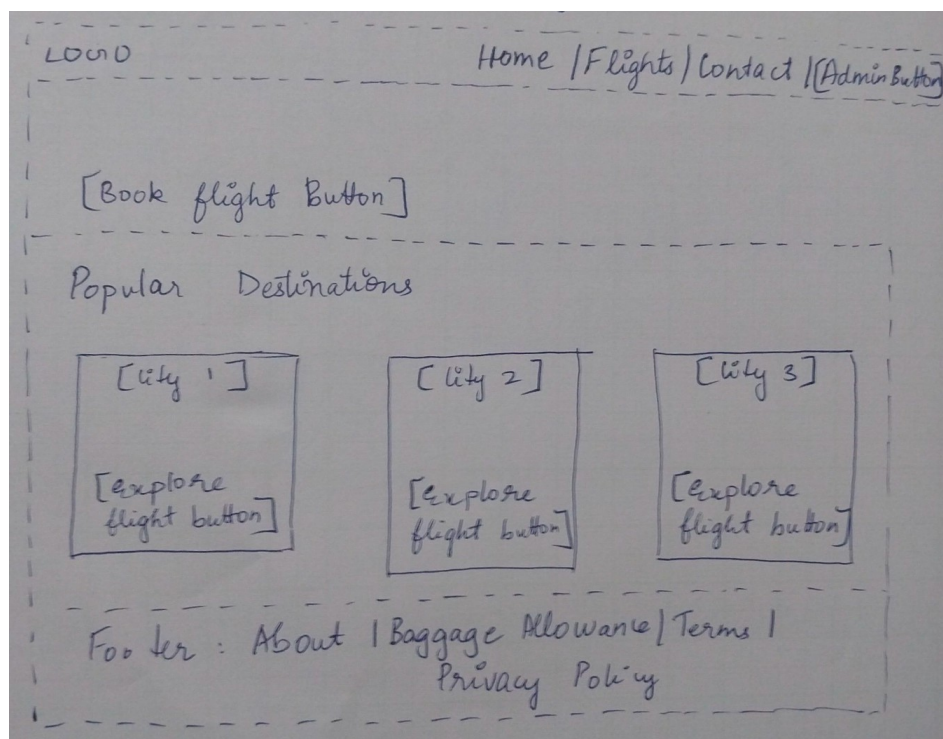 LOGO Home | Flights | Contact | [Admin Button]
[Book flight Button]
Popular Destinations
[City 1] [City 2] [City 3]
[explore [explore [explore
flight button] flight button] flight button]
Footer : About | Baggage Allowance | Terms |
Privacy Policy